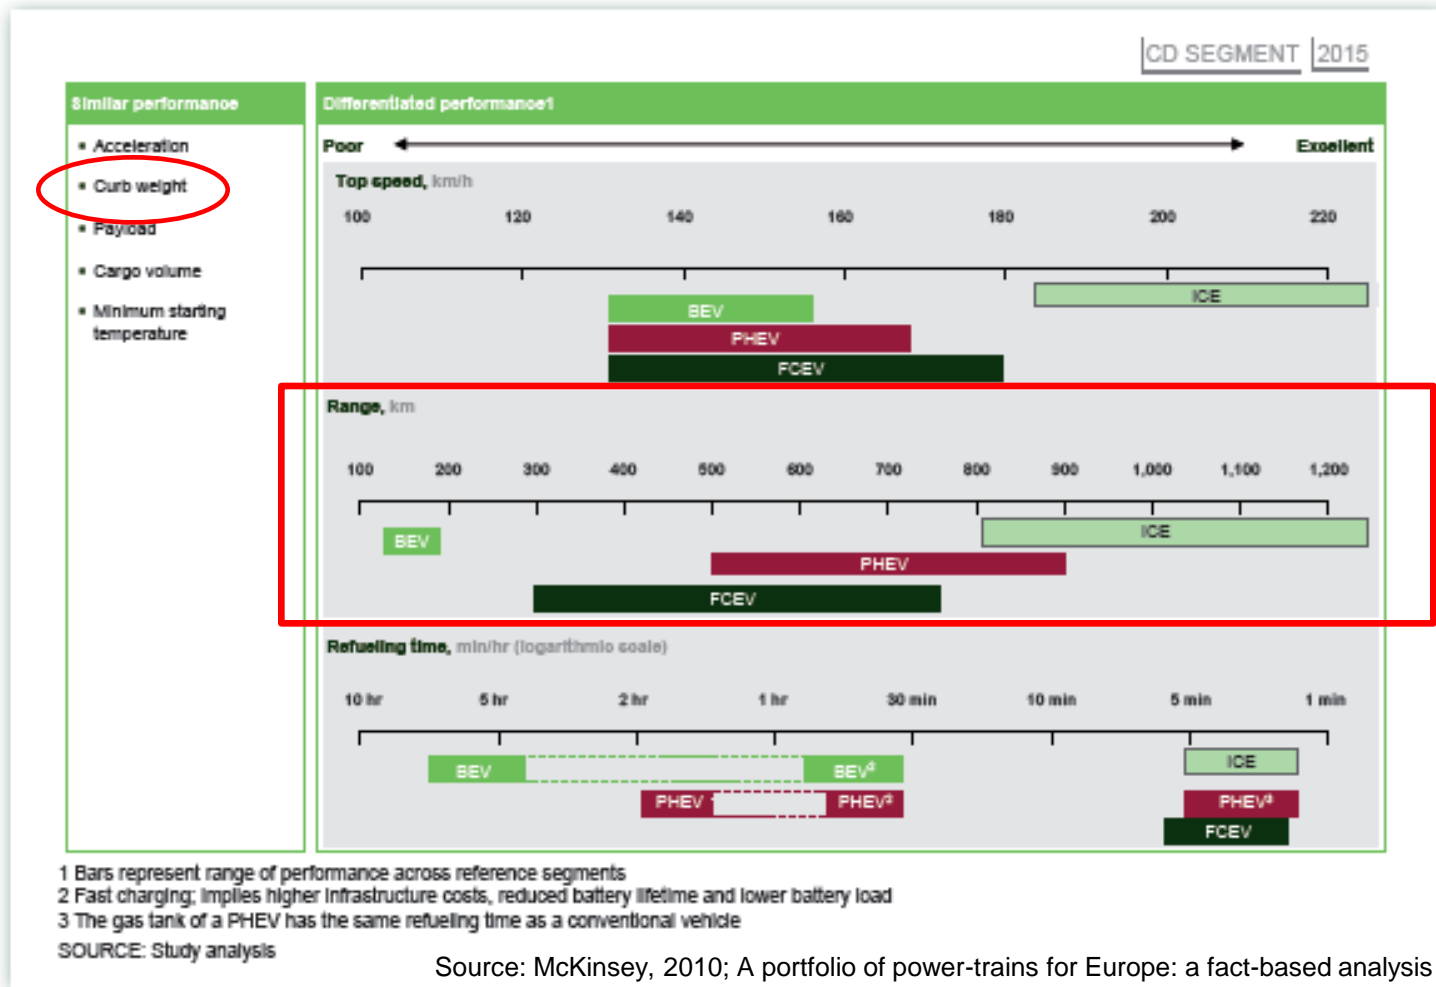 CD SEGMENT 2015
Similar performance
Differentiated performance1
▪ Acceleration
▪ Curb weight
▪ Payload
▪ Cargo volume
▪ Minimum starting
temperature
Poor
Excellent
Top speed, km/h
100 120 140 160 180 200 220
ICE
BEV
PHEV
FCEV
Range, km
100 200 300 400 500 600 700 800 900 1,000 1,100 1,200
ICE
BEV
PHEV
FCEV
Refueling time, min/hr (logarithmic scale)
10 hr 5 hr 2 hr 1 hr 30 min 10 min 5 min 1 min
BEV BEV² ICE
PHEV PHEV² PHEV³
FCEV
1 Bars represent range of performance across reference segments
2 Fast charging; implies higher infrastructure costs, reduced battery lifetime and lower battery load
3 The gas tank of a PHEV has the same refueling time as a conventional vehicle
SOURCE: Study analysis
Source: McKinsey, 2010; A portfolio of power-trains for Europe: a fact-based analysis